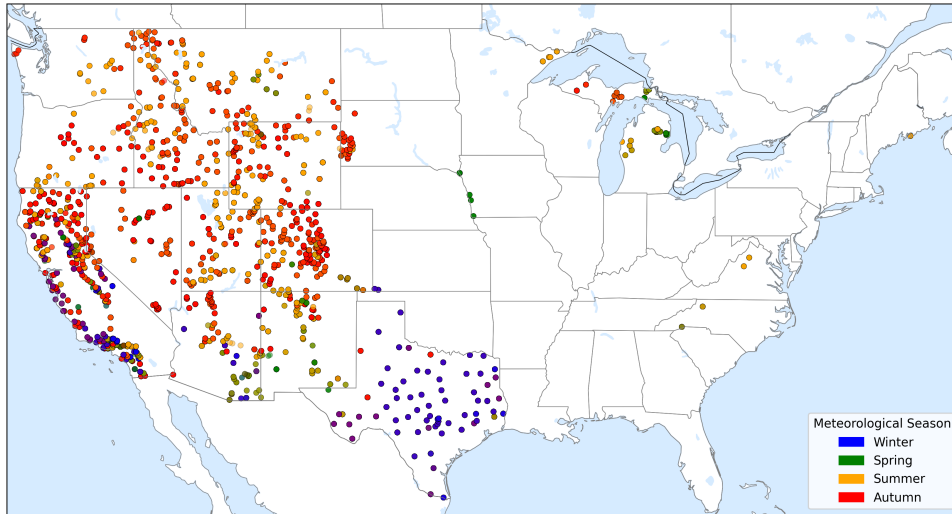 Meteorological Season
Winter
Spring
Summer
Autumn